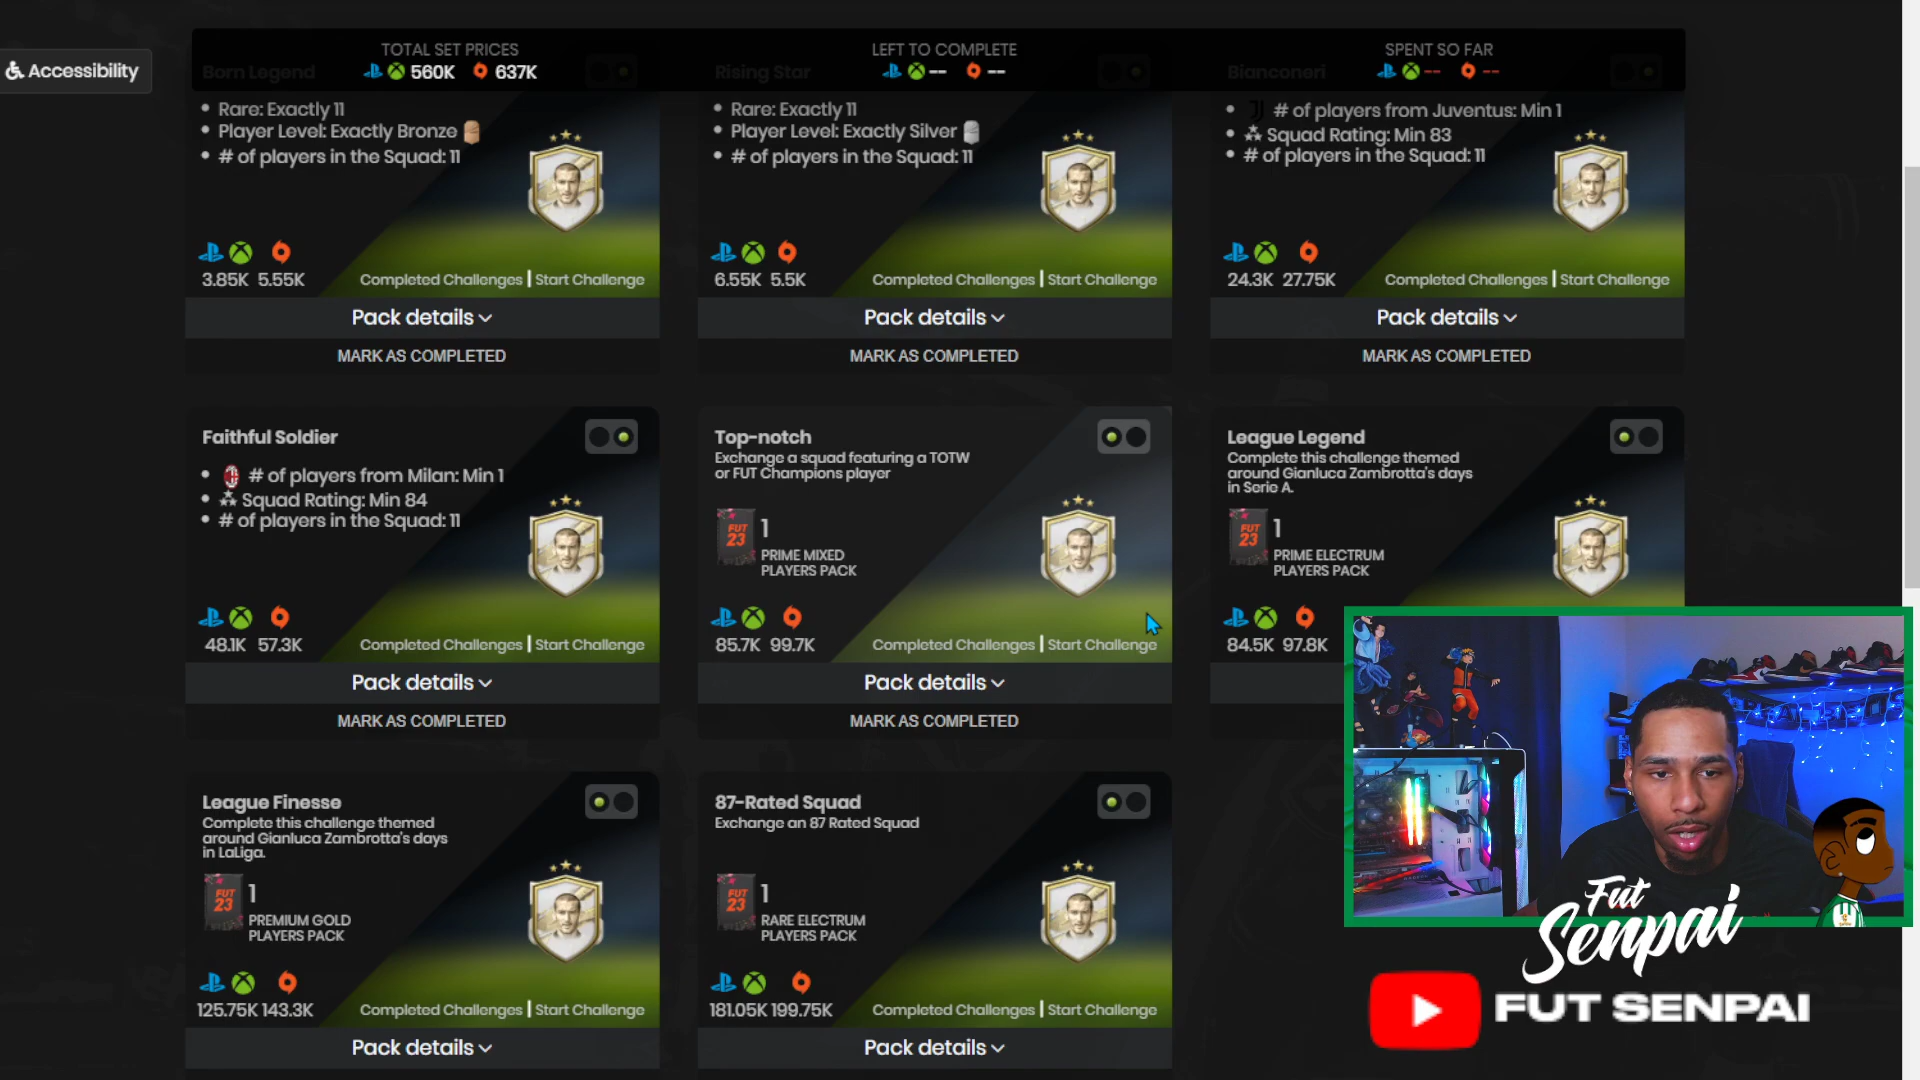 Accessibility
TOTAL SET PRICES
560K 637K
LEFT TO COMPLETE
-- --
SPENT SO FAR
-- --
Born Legend
Rare: Exactly 11
Player Level: Exactly Bronze
# of players in the Squad: 11
3.85K 5.55K
Completed Challenges | Start Challenge
Pack details
MARK AS COMPLETED
Rising Star
Rare: Exactly 11
Player Level: Exactly Silver
# of players in the Squad: 11
6.55K 5.5K
Completed Challenges | Start Challenge
Pack details
MARK AS COMPLETED
Bianconeri
# of players from Juventus: Min 1
Squad Rating: Min 83
# of players in the Squad: 11
24.3K 27.75K
Completed Challenges | Start Challenge
Pack details
MARK AS COMPLETED
Faithful Soldier
# of players from Milan: Min 1
Squad Rating: Min 84
# of players in the Squad: 11
48.1K 57.3K
Completed Challenges | Start Challenge
Pack details
MARK AS COMPLETED
Top-notch
Exchange a squad featuring a TOTW
or FUT Champions player
FUT
23
1
PRIME MIXED
PLAYERS PACK
85.7K 99.7K
Completed Challenges | Start Challenge
Pack details
MARK AS COMPLETED
League Legend
Complete this challenge themed
around Gianluca Zambrotta's days
in Serie A.
FUT
23
1
PRIME ELECTRUM
PLAYERS PACK
84.5K 97.8K
League Finesse
Complete this challenge themed
around Gianluca Zambrotta's days
in LaLiga.
FUT
23
1
PREMIUM GOLD
PLAYERS PACK
125.75K 143.3K
Completed Challenges | Start Challenge
Pack details
87-Rated Squad
Exchange an 87 Rated Squad
FUT
23
1
RARE ELECTRUM
PLAYERS PACK
181.05K 199.75K
Completed Challenges | Start Challenge
Pack details
Fut
Senpai
FUT SENPAI